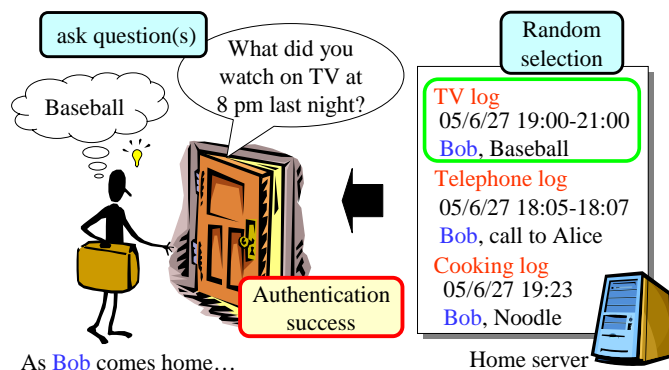 ask question(s)
What did you
watch on TV at
8 pm last night?
Baseball
Random
selection
TV log
05/6/27 19:00-21:00
Bob, Baseball
Telephone log
05/6/27 18:05-18:07
Bob, call to Alice
Cooking log
05/6/27 19:23
Bob, Noodle
Authentication
success
As Bob comes home…
Home server